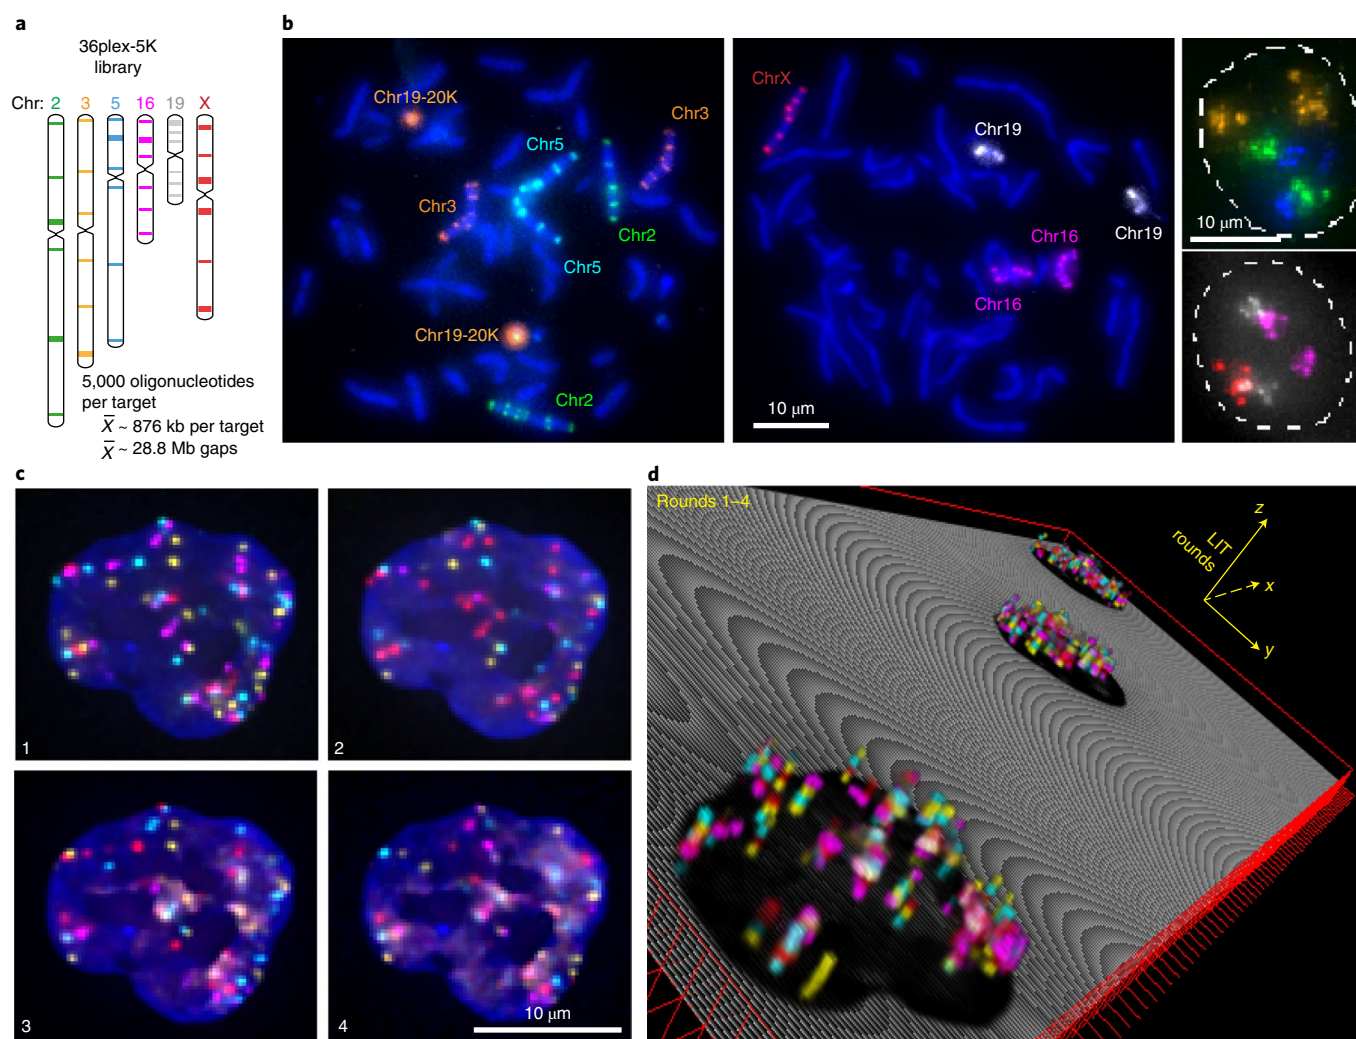 a
36plex-5K
library
Chr: 2 3 5 16 19 X
5,000 oligonucleotides
per target
X̅ ~ 876 kb per target
X̅ ~ 28.8 Mb gaps
b
Chr19-20K
Chr3
Chr5
Chr3
Chr2
Chr5
Chr19-20K
Chr2
ChrX
Chr19
Chr19
Chr16
Chr16
10 μm
10 μm
c
1
2
3
4
10 μm
d
Rounds 1–4
z
LIT
rounds
x
y